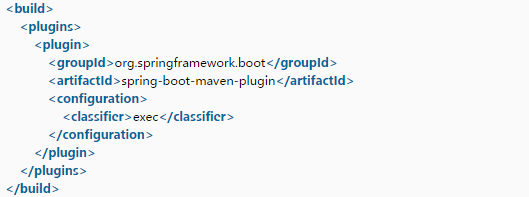 <build>
<plugins>
<plugin>
<groupId>org.springframework.boot</groupId>
<artifactId>spring-boot-maven-plugin</artifactId>
<configuration>
<classifier>exec</classifier>
</configuration>
</plugin>
</plugins>
</build>